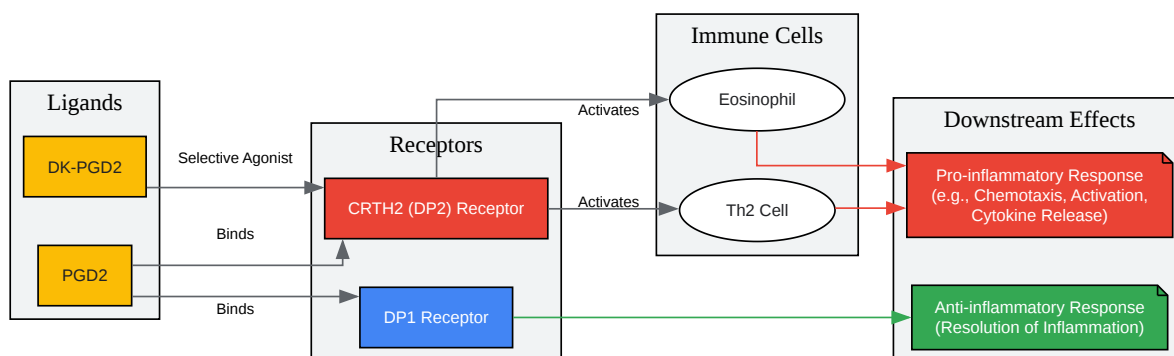 Ligands
DK-PGD2
PGD2
Selective Agonist
Binds
Binds
Receptors
CRTH2 (DP2) Receptor
DP1 Receptor
Activates
Activates
Immune Cells
Eosinophil
Th2 Cell
Downstream Effects
Pro-inflammatory Response
(e.g., Chemotaxis, Activation,
Cytokine Release)
Anti-inflammatory Response
(Resolution of Inflammation)